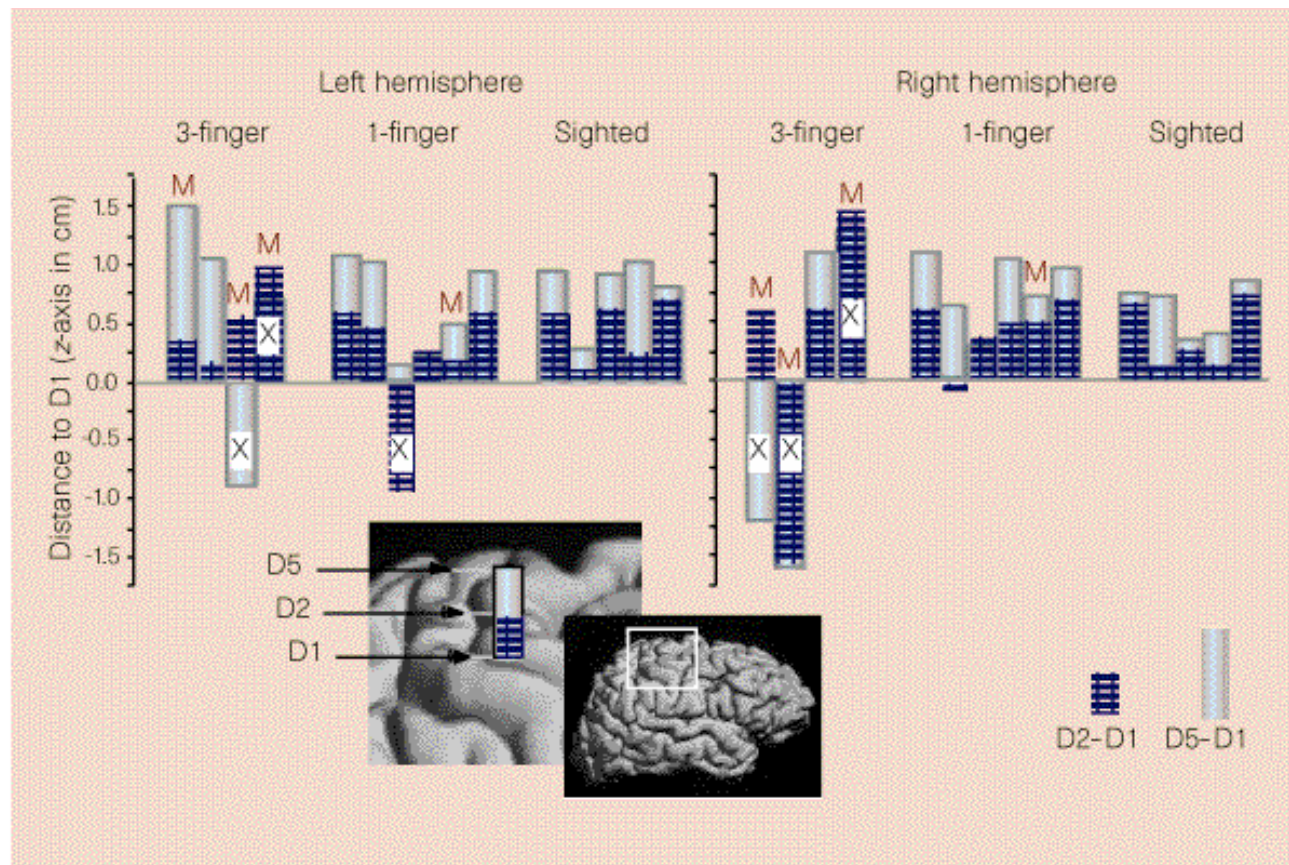 Left hemisphere
Right hemisphere
3-finger 1-finger Sighted
3-finger 1-finger Sighted
Distance to D1 (z-axis in cm)
1.5
1.0
0.5
0.0
-0.5
-1.0
-1.5
M
M
M
X
X
M
X
M
M
M
M
X
X
X
D5
D2
D1
D2-D1 D5-D1